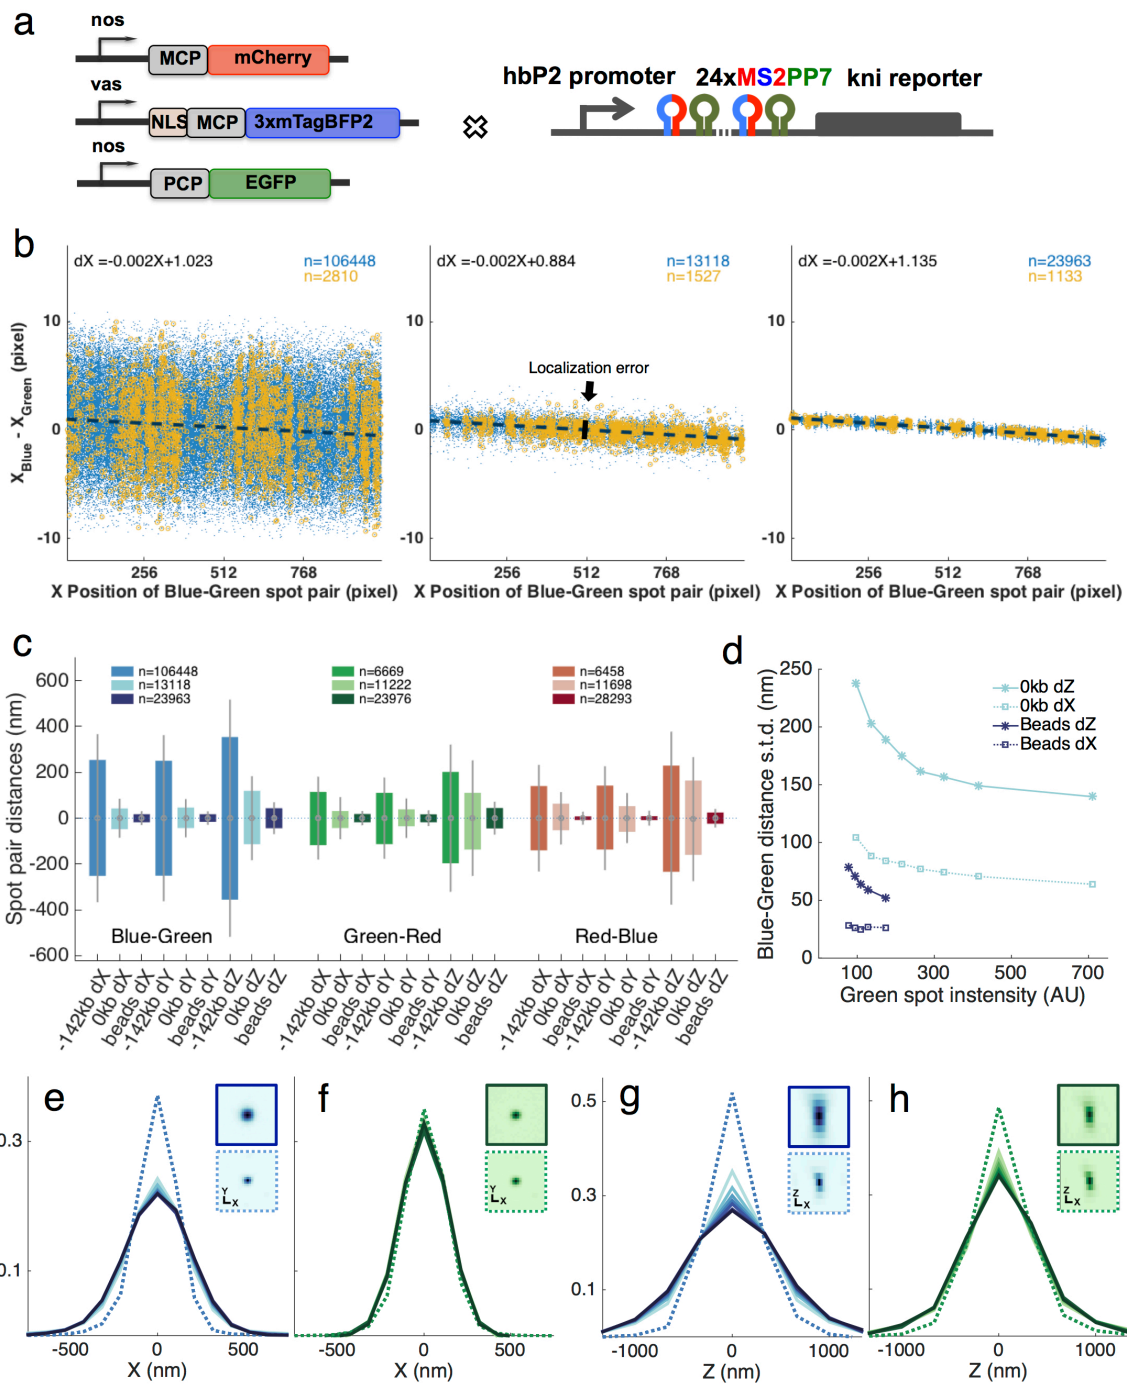 a
nos
MCP
mCherry
vas
NLS
MCP
3xmTagBFP2
nos
PCP
EGFP
hbP2 promoter
24xMS2PP7
kni reporter
b
dX =-0.002X+1.023
n=106448
n=2810
10
0
-10
256
512
768
X Position of Blue-Green spot pair (pixel)
XBlue - XGreen (pixel)
dX =-0.002X+0.884
n=13118
n=1527
Localization error
10
0
-10
256
512
768
X Position of Blue-Green spot pair (pixel)
dX =-0.002X+1.135
n=23963
n=1133
10
0
-10
256
512
768
X Position of Blue-Green spot pair (pixel)
c
Spot pair distances (nm)
600
400
200
0
-200
-400
-600
n=106448
n=13118
n=23963
n=6669
n=11222
n=23976
n=6458
n=11698
n=28293
Blue-Green
Green-Red
Red-Blue
-142kb dX
0kb dX
beads dX
-142kb dY
0kb dY
beads dY
-142kb dZ
0kb dZ
beads dZ
-142kb dX
0kb dX
beads dX
-142kb dY
0kb dY
beads dY
-142kb dZ
0kb dZ
beads dZ
-142kb dX
0kb dX
beads dX
-142kb dY
0kb dY
beads dY
-142kb dZ
0kb dZ
beads dZ
d
Blue-Green distance s.t.d. (nm)
250
200
150
100
50
0
0kb dZ
0kb dX
Beads dZ
Beads dX
100
300
500
700
Green spot instensity (AU)
e
0.3
0.1
Y
X
-500
0
500
X (nm)
f
Y
X
-500
0
500
X (nm)
g
0.5
0.3
0.1
Z
X
-1000
0
1000
Z (nm)
h
Z
X
-1000
0
1000
Z (nm)